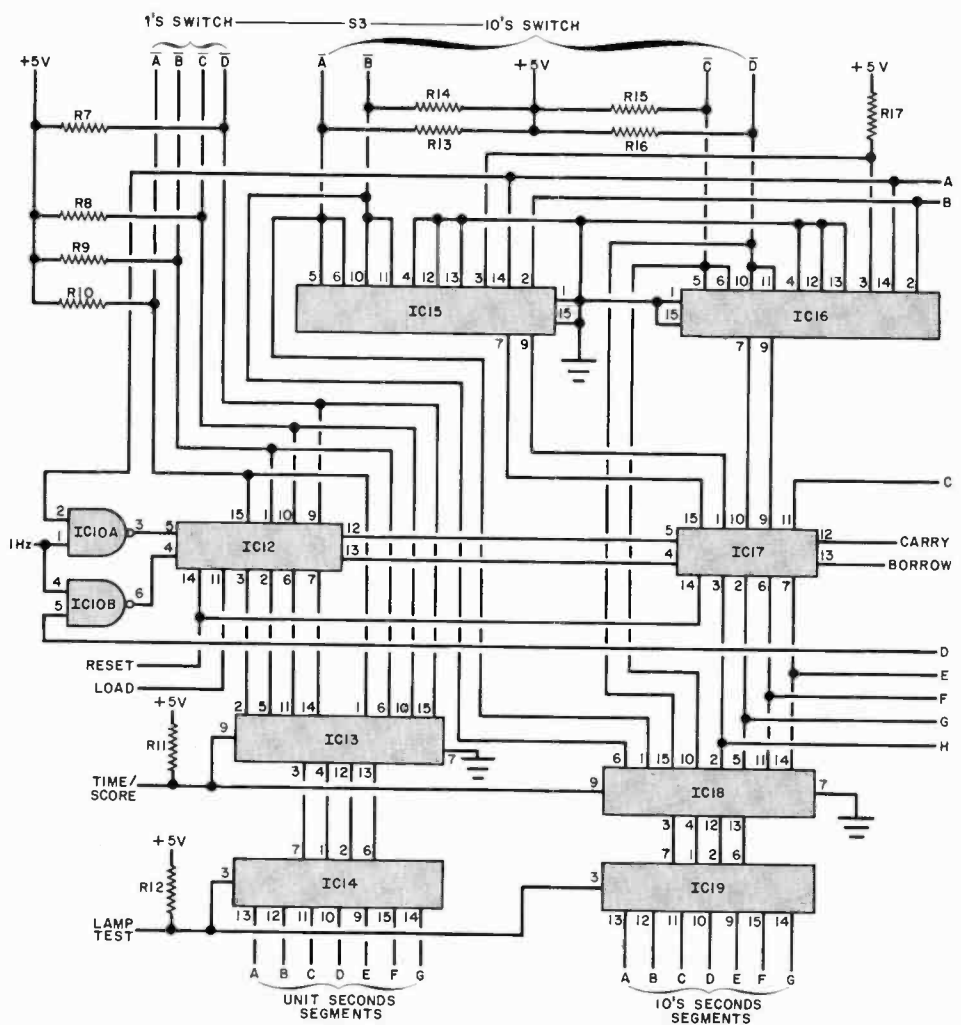 1'S SWITCH S3 10'S SWITCH
+5V A̅ B̅ C̅ D̅ A̅ B̅ +5V C̅ D̅ +5V
R14 R15 R17
R7 R13 R16
A
R8 B
R9
5 6 10 11 4 12 13 3 14 2 5 6 10 11 4 12 13 3 14 2
R10 1 1
IC15 15 15 IC16
7 9 7 9
C
2 15 1 10 9 15 1 10 9 11
IC10A 3 5 12 5 12 CARRY
1Hz 1 4 IC12 13 4 IC17 13 BORROW
4 14 11 3 2 6 7 14 3 2 6 7
IC10B 6
5 D
RESET E
LOAD F
+5V 2 5 11 14 1 6 10 15 G
R11 9 IC13 7 H
3 4 12 13 6 1 15 10 2 5 11 14
TIME/
SCORE 9 IC18 7
+5V 3 4 12 13
7 1 2 6 7 1 2 6
R12 3 IC14 3 IC19
LAMP
TEST 13 12 11 10 9 15 14 13 12 11 10 9 15 14
A B C D E F G A B C D E F G
UNIT SECONDS
SEGMENTS
10'S SECONDS
SEGMENTS